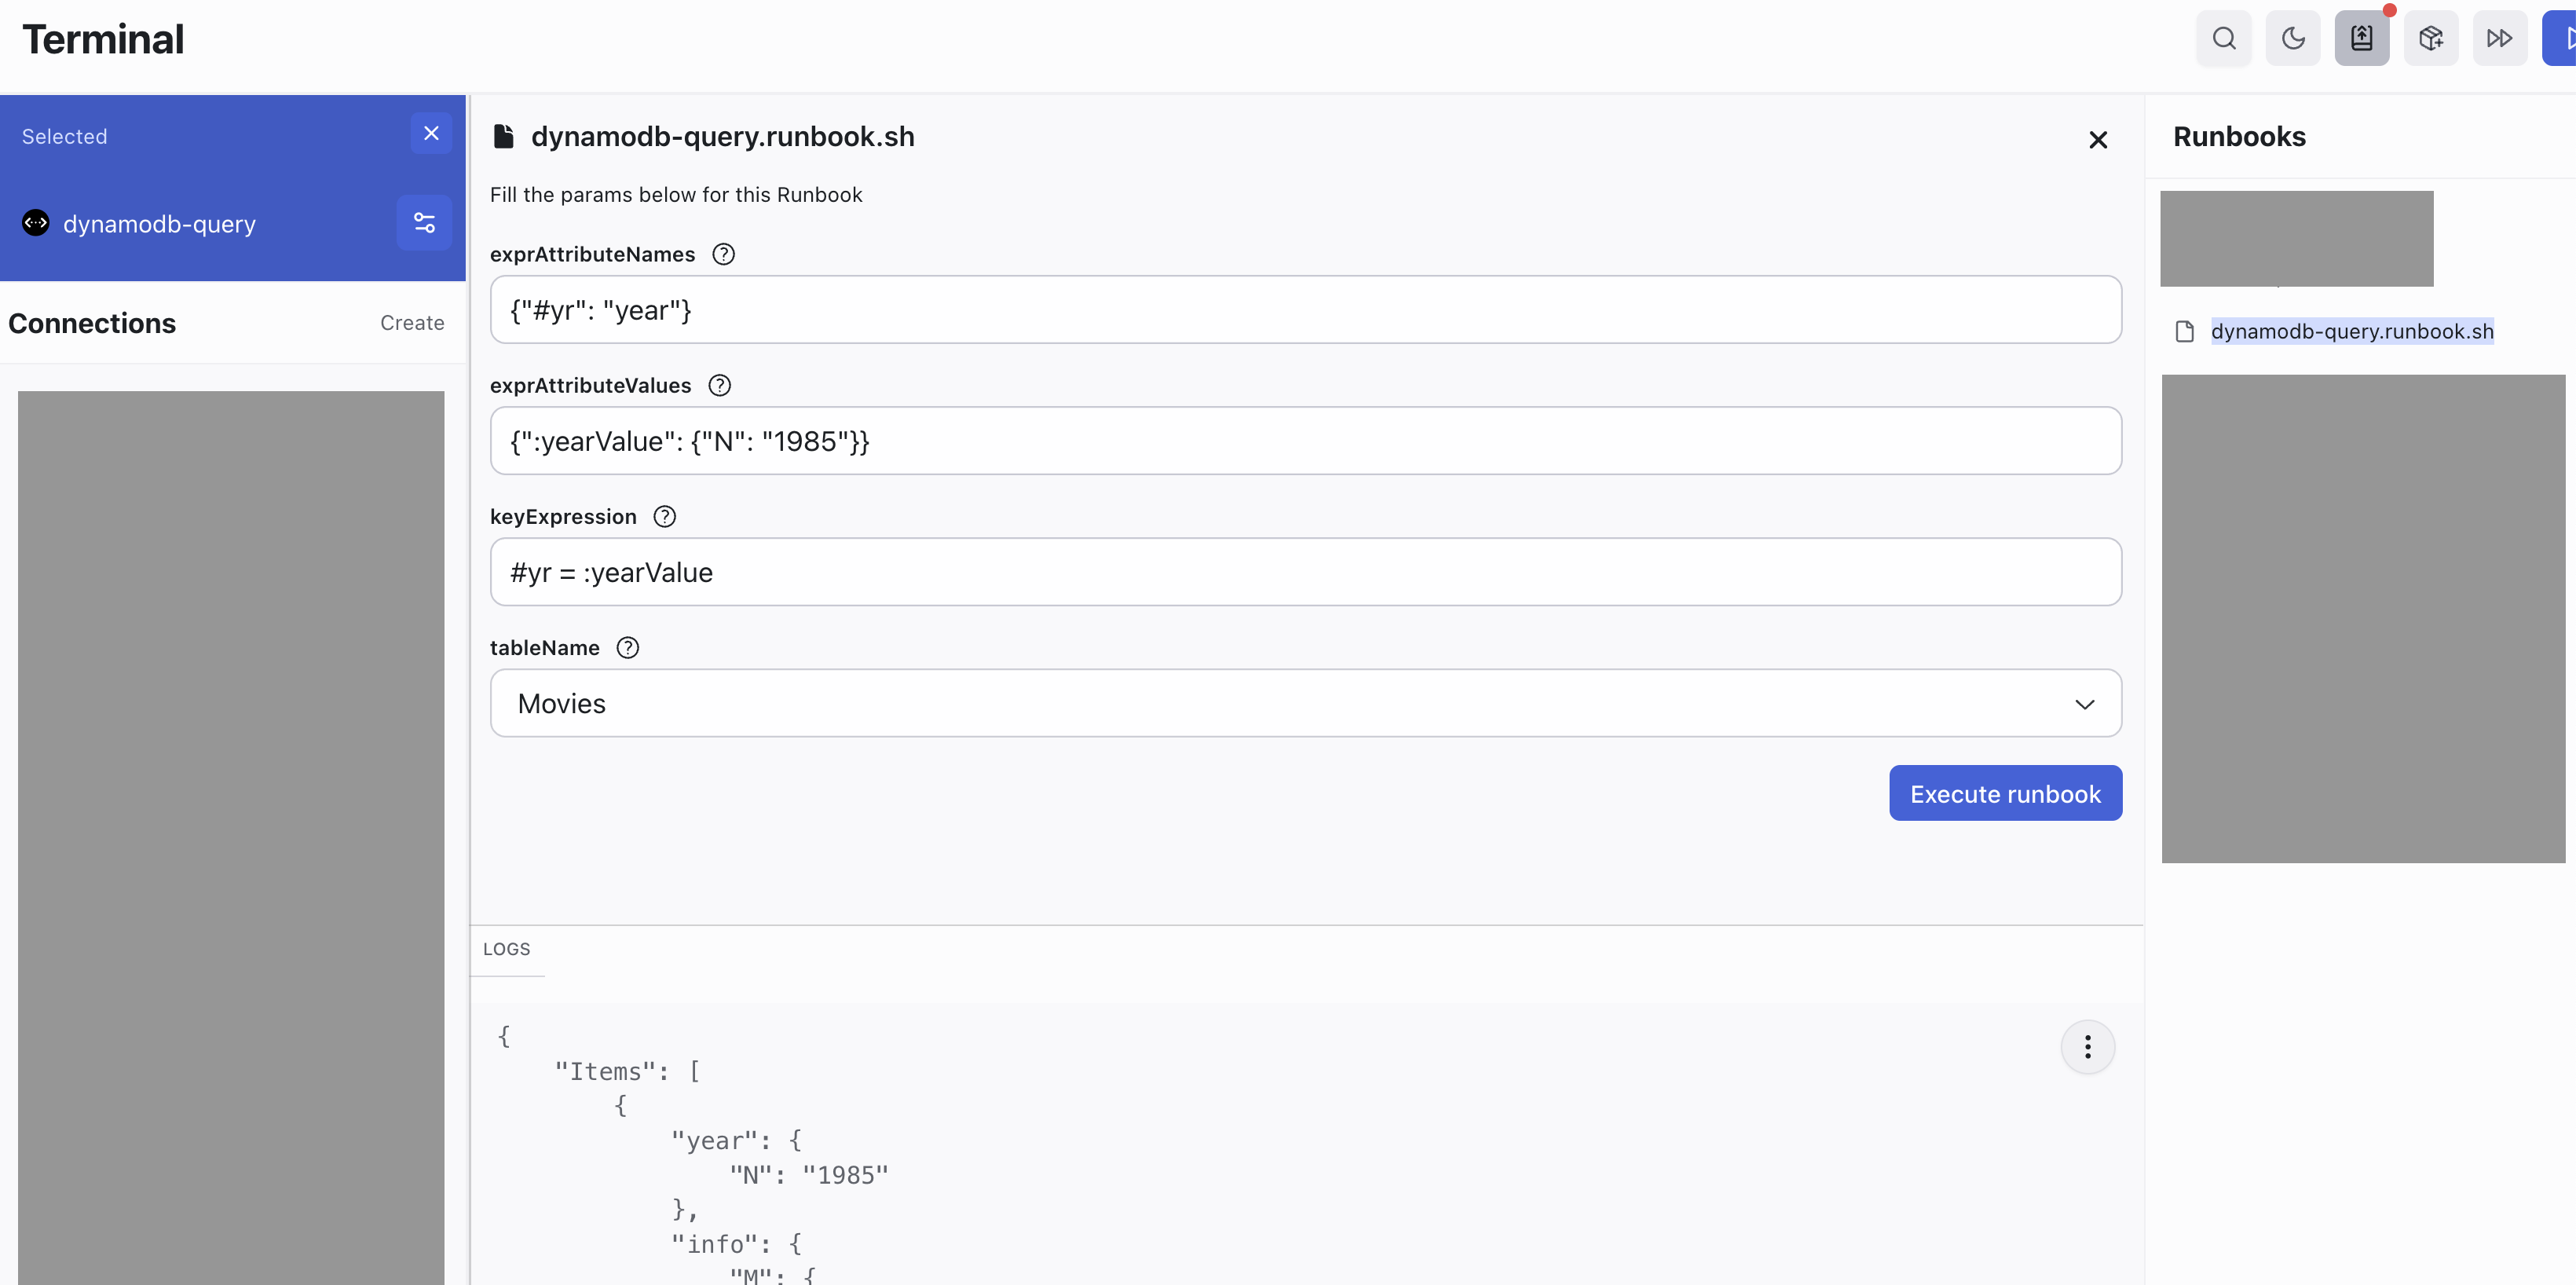 Terminal
Selected
dynamodb-query
Connections
Create
dynamodb-query.runbook.sh
Fill the params below for this Runbook
exprAttributeNames
{"#yr": "year"}
exprAttributeValues
{":yearValue": {"N": "1985"}}
keyExpression
#yr = :yearValue
tableName
Movies
Execute runbook
LOGS
{
"Items": [
{
"year": {
"N": "1985"
},
"info": {
"M": {
Runbooks
dynamodb-query.runbook.sh